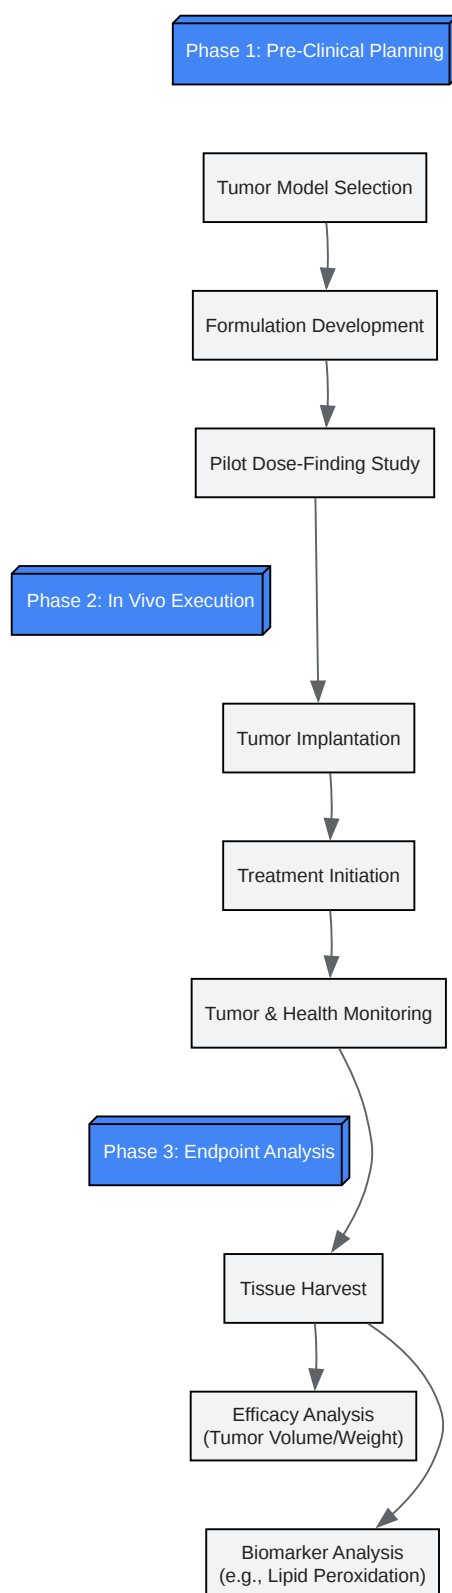 Phase 1: Pre-Clinical Planning
Tumor Model Selection
Formulation Development
Pilot Dose-Finding Study
Phase 2: In Vivo Execution
Tumor Implantation
Treatment Initiation
Tumor & Health Monitoring
Phase 3: Endpoint Analysis
Tissue Harvest
Efficacy Analysis
(Tumor Volume/Weight)
Biomarker Analysis
(e.g., Lipid Peroxidation)